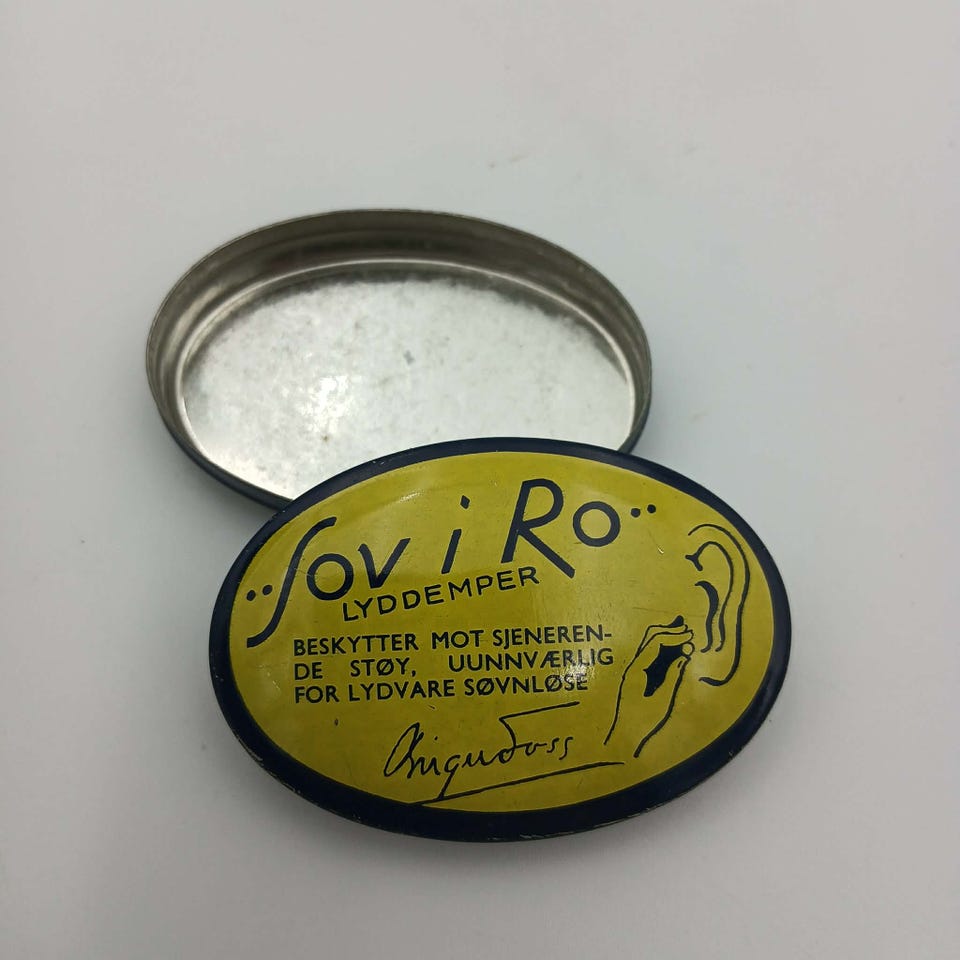 "Sov i Ro"
LYDDEMPER
BESKYTTER MOT SJENEREN-
DE STØY, UUNNVÆRLIG
FOR LYDVARE SØVNLØSE